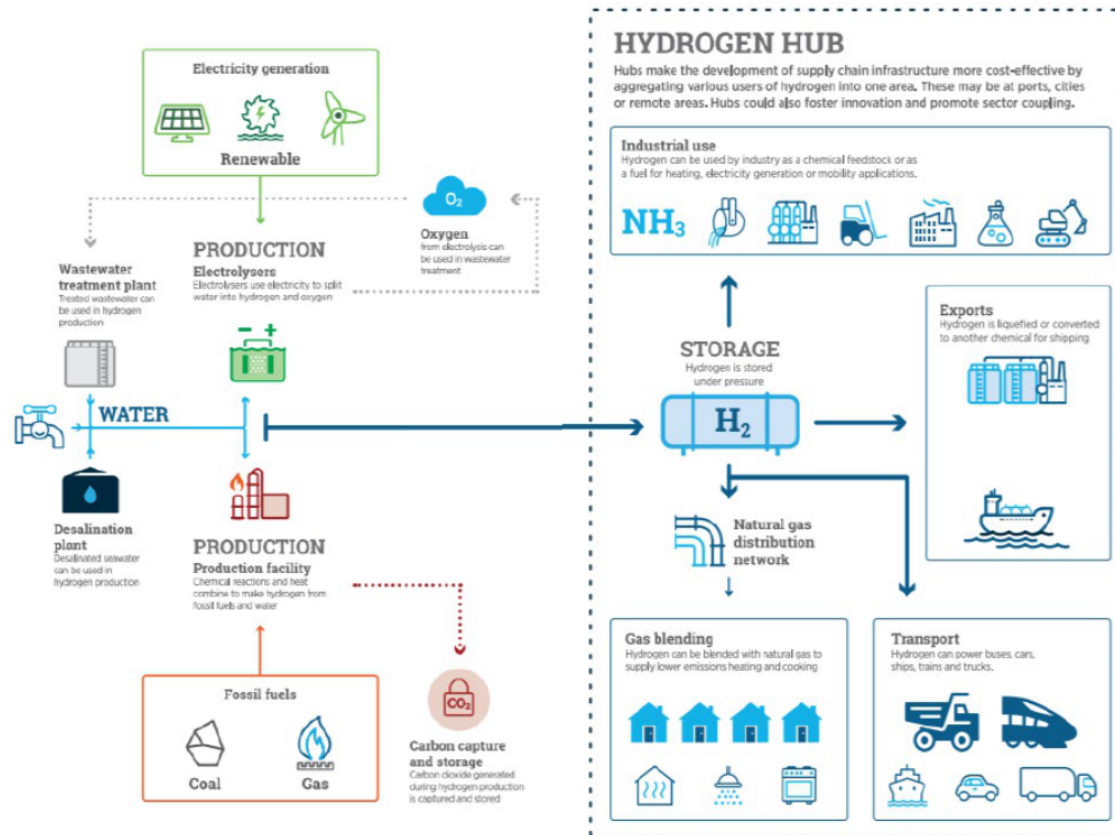 Electricity generation
Renewable
O₂
Oxygen
from electrolysis can
be used in wastewater
treatment
PRODUCTION
Electrolysers
Electrolysers use electricity to split
water into hydrogen and oxygen
Wastewater
treatment plant
Treated wastewater can
be used in hydrogen
production
- +
WATER
Desalination
plant
Desalinated seawater
can be used in
hydrogen production
PRODUCTION
Production facility
Chemical reactions and heat
combine to make hydrogen from
fossil fuels and water
Fossil fuels
Coal
Gas
CO₂
Carbon capture
and storage
Carbon dioxide generated
during hydrogen production
is captured and stored
HYDROGEN HUB
Hubs make the development of supply chain infrastructure more cost-effective by
aggregating various users of hydrogen into one area. These may be at ports, cities
or remote areas. Hubs could also foster innovation and promote sector coupling.
Industrial use
Hydrogen can be used by industry as a chemical feedstock or as
a fuel for heating, electricity generation or mobility applications.
NH₃
STORAGE
Hydrogen is stored
under pressure
H₂
Exports
Hydrogen is liquefied or converted
to another chemical for shipping
Natural gas
distribution
network
Gas blending
Hydrogen can be blended with natural gas to
supply lower emissions heating and cooking
Transport
Hydrogen can power buses, cars,
ships, trains and trucks.